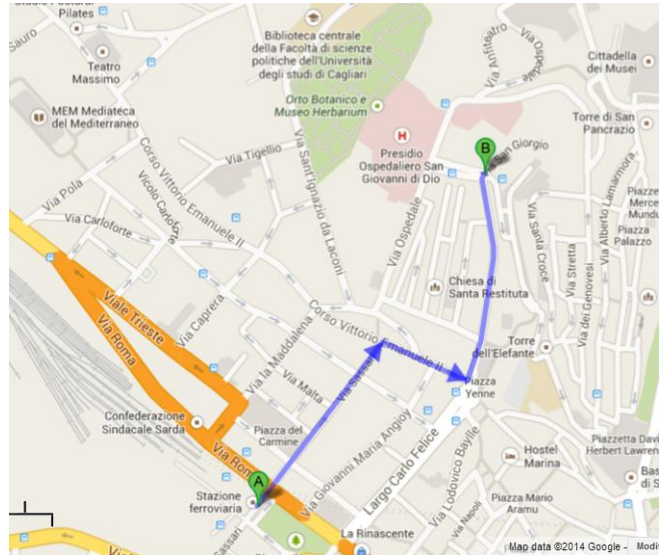 Pilates
Sauro
Teatro
Massimo
MEM Mediateca
del Mediterraneo
Biblioteca centrale
della Facoltà di scienze
politiche dell'Università
degli studi di Cagliari
Orto Botanico e
Museo Herbarium
Via Anfiteatro
Via Ospedale
Cittadella
dei Musei
Torre di San
Pancrazio
H
Presidio
Ospedaliero San
Giovanni di Dio
B
San Giorgio
Via Tigellio
Via Sant'Ignazio da Laconi
Corso Vittorio Emanuele II
Vicolo Carloforte
Via Pola
Via Carloforte
Via Ospedale
Via Santa Croce
Via Stretta
Via dei Genovesi
Via Alberto Lamarmora
Piazza
Palazzo
Chiesa di
Santa Restituta
Viale Trieste
Via Roma
Via Caprera
Via la Maddalena
Corso Vittorio Emanuele II
Via Malta
Via Sassari
Torre
dell'Elefante
Piazza
Yenne
Confederazione
Sindacale Sarda
Piazza del
Carmine
Via Giovanni Maria Angioy
Largo Carlo Felice
Via Lodovico Baylle
Hostel
Marina
Piazzetta
Herbert
Via Roma
A
Stazione
ferroviaria
Via Napoli
Piazza Mario
Aramu
La Rinascente
Map data ©2014 Google -